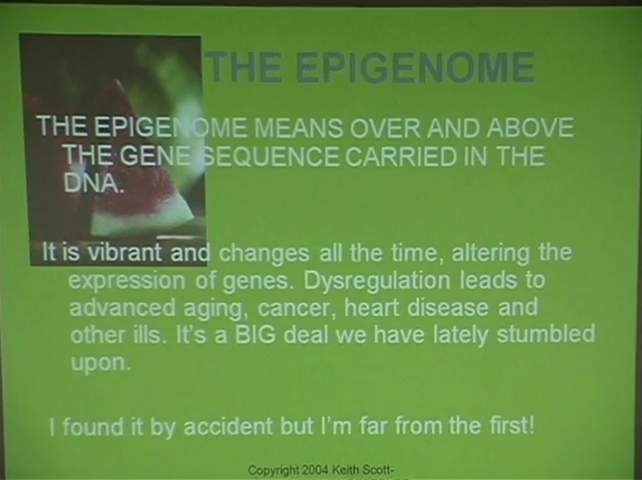 THE EPIGENOME
THE EPIGENOME MEANS OVER AND ABOVE
THE GENE SEQUENCE CARRIED IN THE
DNA.
It is vibrant and changes all the time, altering the
expression of genes. Dysregulation leads to
advanced aging, cancer, heart disease and
other ills. It's a BIG deal we have lately stumbled
upon.
I found it by accident but I'm far from the first!
Copyright 2004 Keith Scott-